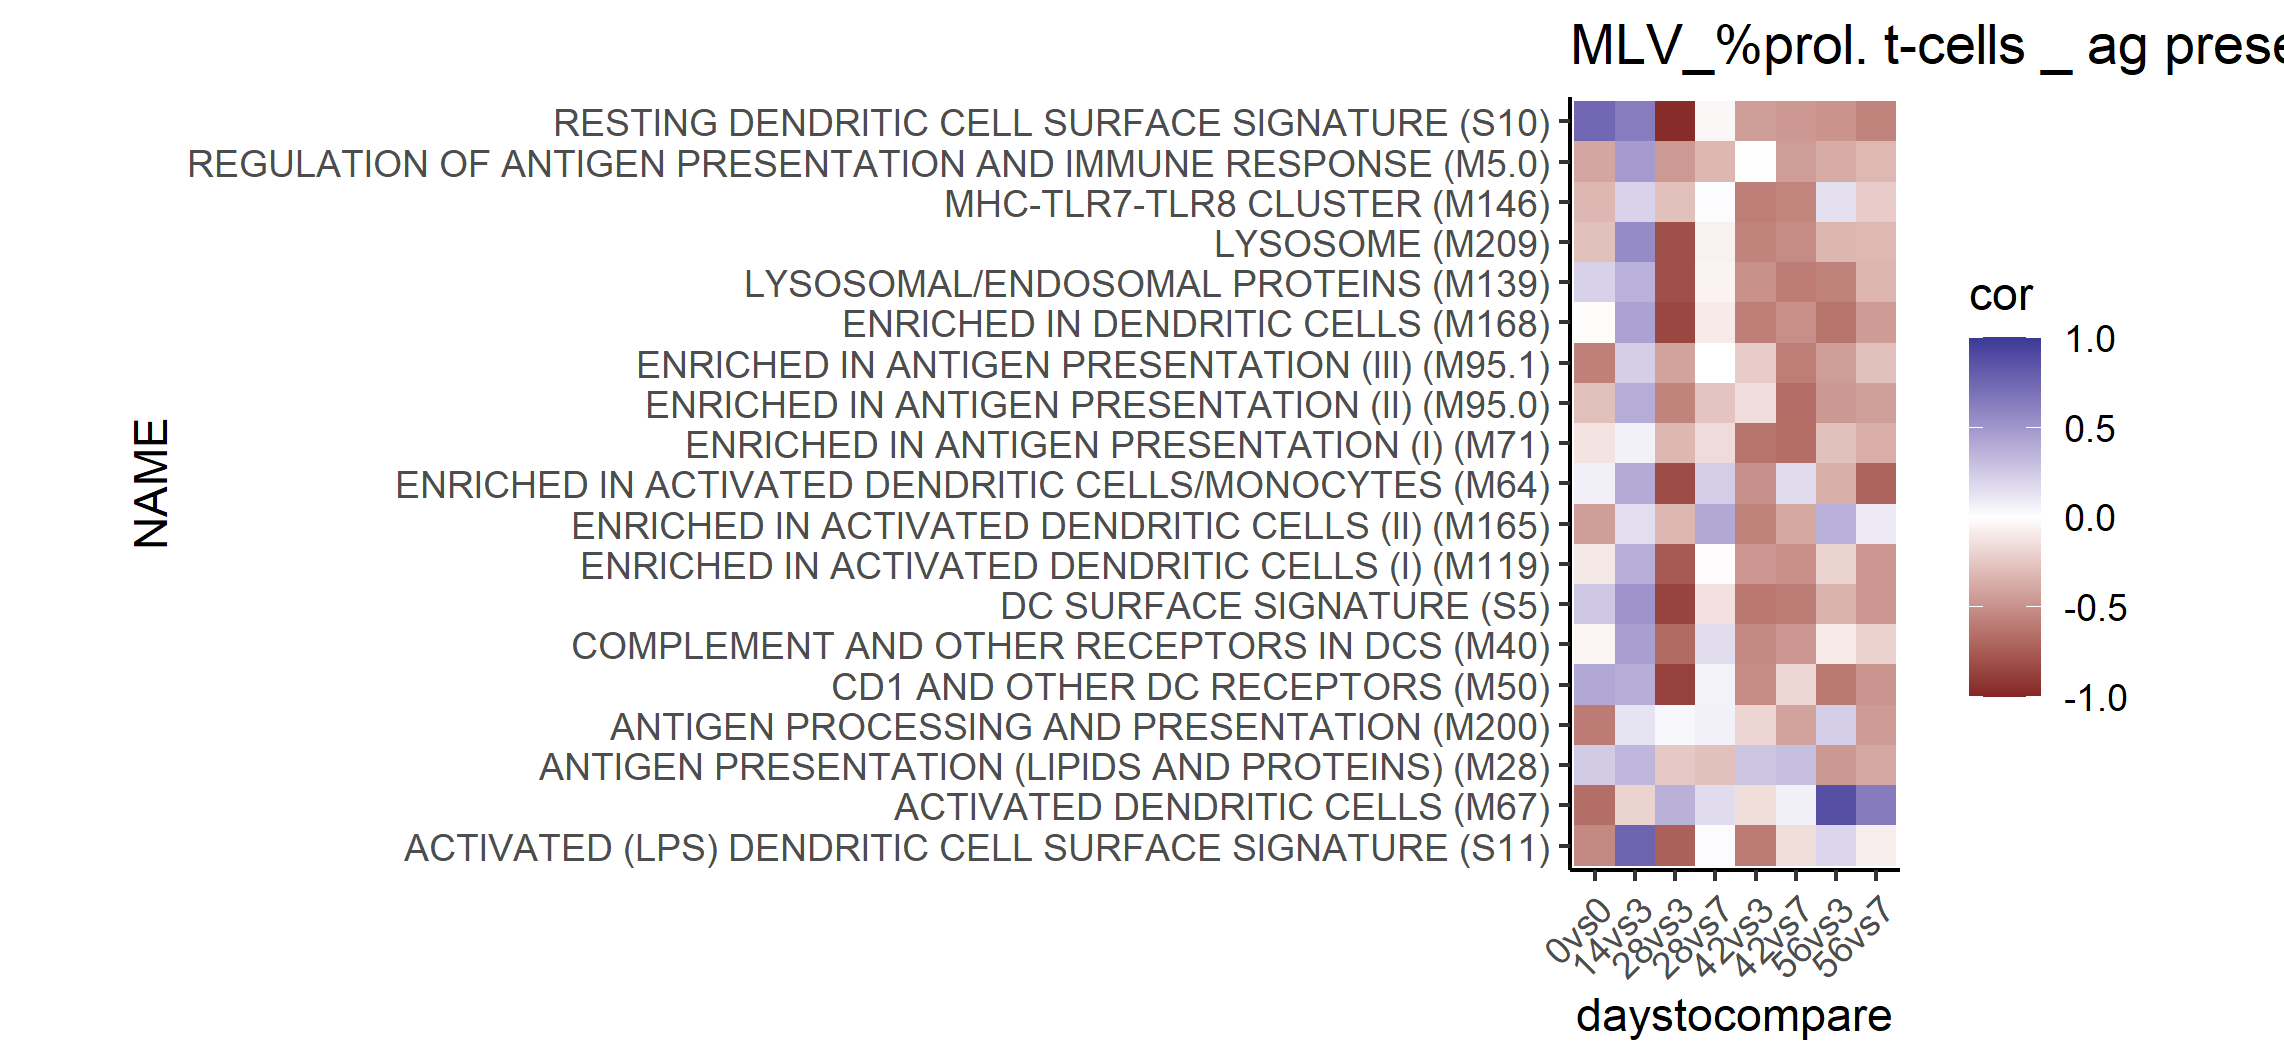 MLV_%prol. t-cells _ ag prese
RESTING DENDRITIC CELL SURFACE SIGNATURE (S10)
REGULATION OF ANTIGEN PRESENTATION AND IMMUNE RESPONSE (M5.0)
MHC-TLR7-TLR8 CLUSTER (M146)
LYSOSOME (M209)
LYSOSOMAL/ENDOSOMAL PROTEINS (M139)
ENRICHED IN DENDRITIC CELLS (M168)
ENRICHED IN ANTIGEN PRESENTATION (III) (M95.1)
ENRICHED IN ANTIGEN PRESENTATION (II) (M95.0)
ENRICHED IN ANTIGEN PRESENTATION (I) (M71)
ENRICHED IN ACTIVATED DENDRITIC CELLS/MONOCYTES (M64)
ENRICHED IN ACTIVATED DENDRITIC CELLS (II) (M165)
ENRICHED IN ACTIVATED DENDRITIC CELLS (I) (M119)
DC SURFACE SIGNATURE (S5)
COMPLEMENT AND OTHER RECEPTORS IN DCS (M40)
CD1 AND OTHER DC RECEPTORS (M50)
ANTIGEN PROCESSING AND PRESENTATION (M200)
ANTIGEN PRESENTATION (LIPIDS AND PROTEINS) (M28)
ACTIVATED DENDRITIC CELLS (M67)
ACTIVATED (LPS) DENDRITIC CELL SURFACE SIGNATURE (S11)
NAME
0vs0
14vs3
28vs3
28vs7
42vs3
42vs7
56vs3
56vs7
daystocompare
cor
1.0
0.5
0.0
-0.5
-1.0